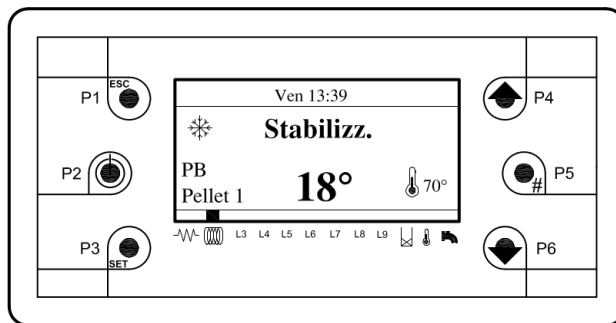 Ven 13:39
ESC
P1
P4
Stabilizz.
P2
P5
#
PB
18°
70°
Pellet 1
P3
SET
L3 L4 L5 L6 L7 L8 L9
P6